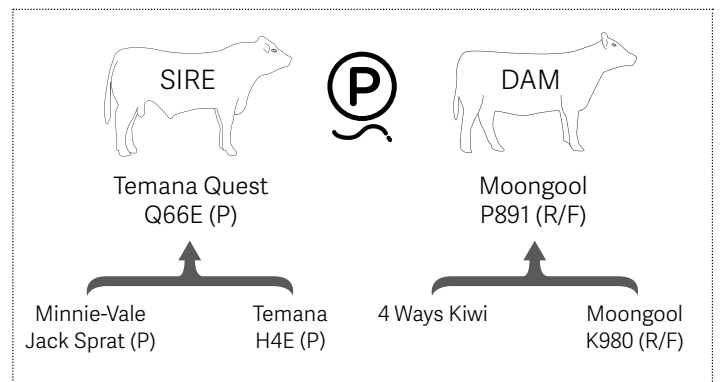 SIRE
P
DAM
Temana Quest
Q66E (P)
Moongool
P891 (R/F)
Minnie-Vale
Jack Sprat (P)
Temana
H4E (P)
4 Ways Kiwi
Moongool
K980 (R/F)